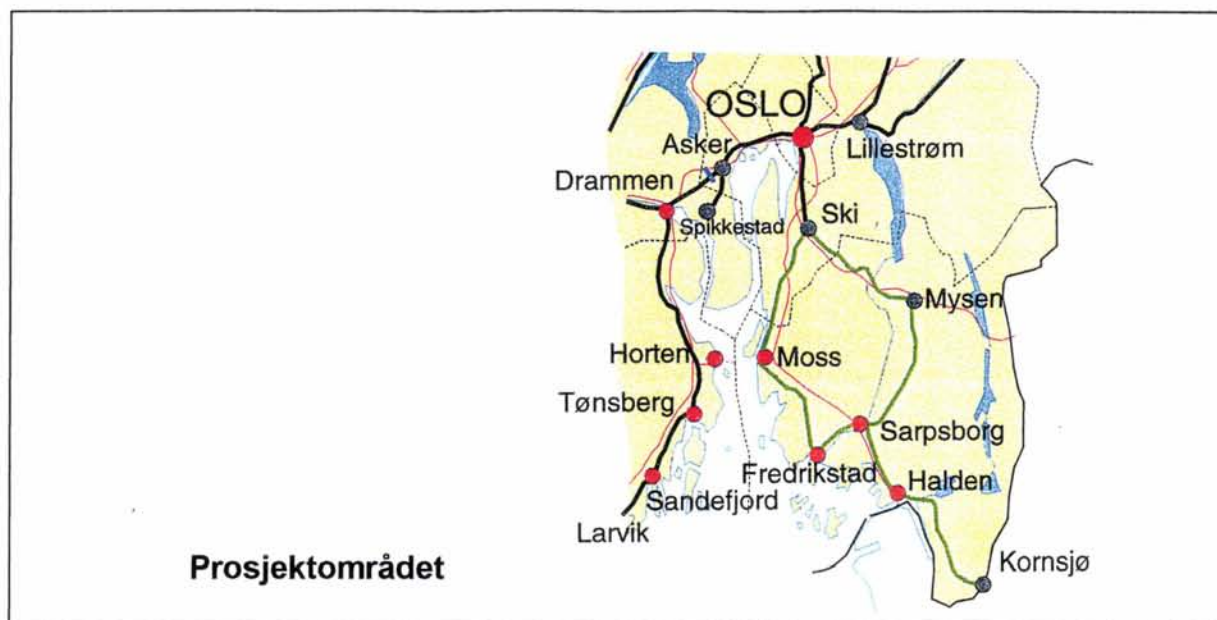 OSLO
Asker
Lillestrøm
Drammen
Spikkestad
Ski
Mysen
Horten
Moss
Tønsberg
Sarpsborg
Fredrikstad
Halden
Sandefjord
Larvik
Kornsjø
Prosjektområdet